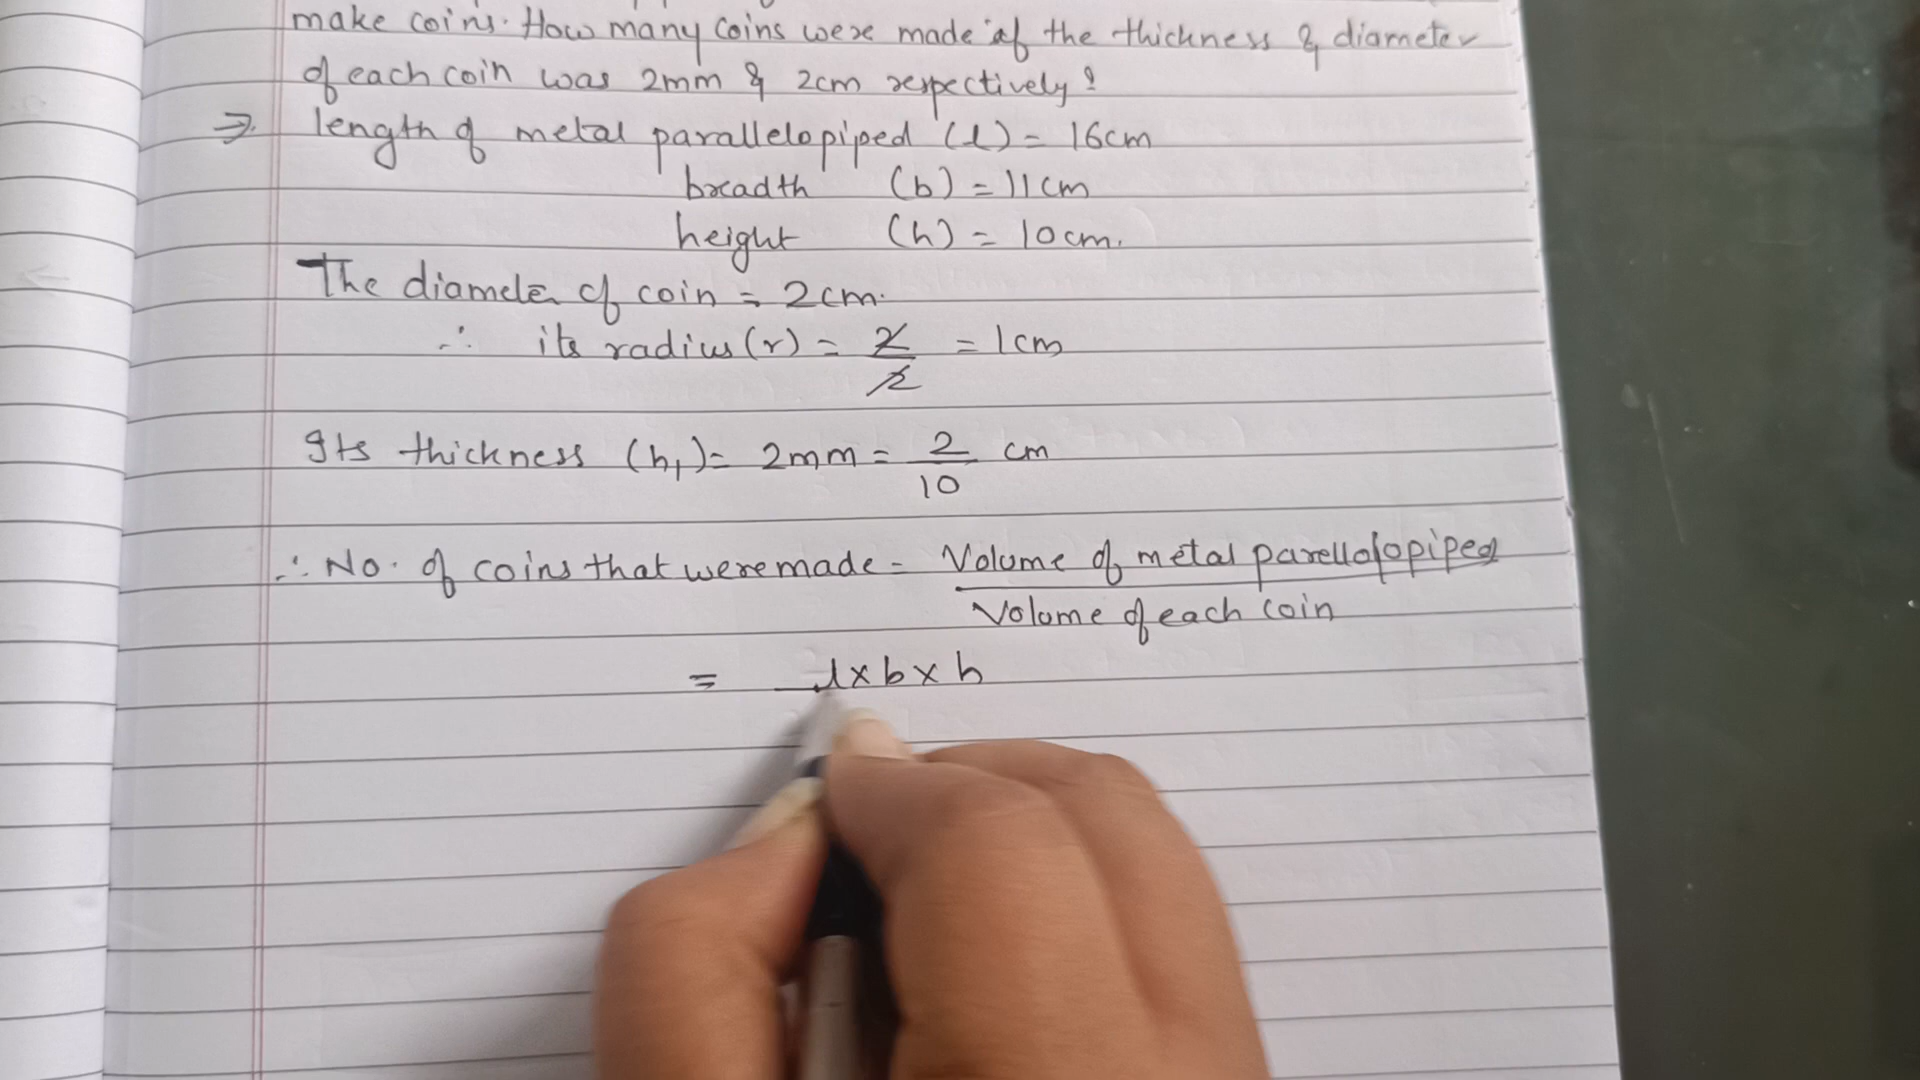 make coins. How many coins were made if the thickness & diameter
of each coin was 2mm & 2cm respectively?
⇒ length of metal parallelopiped (l) = 16cm
breadth (b) = 11cm
height (h) = 10cm.
The diameter of coin = 2cm.
∴ its radius (r) = 2/2 = 1cm
Its thickness (h₁) = 2mm = 2/10 cm
∴ No. of coins that were made = Volume of metal parellolopiped
Volume of each coin
= l × b × h